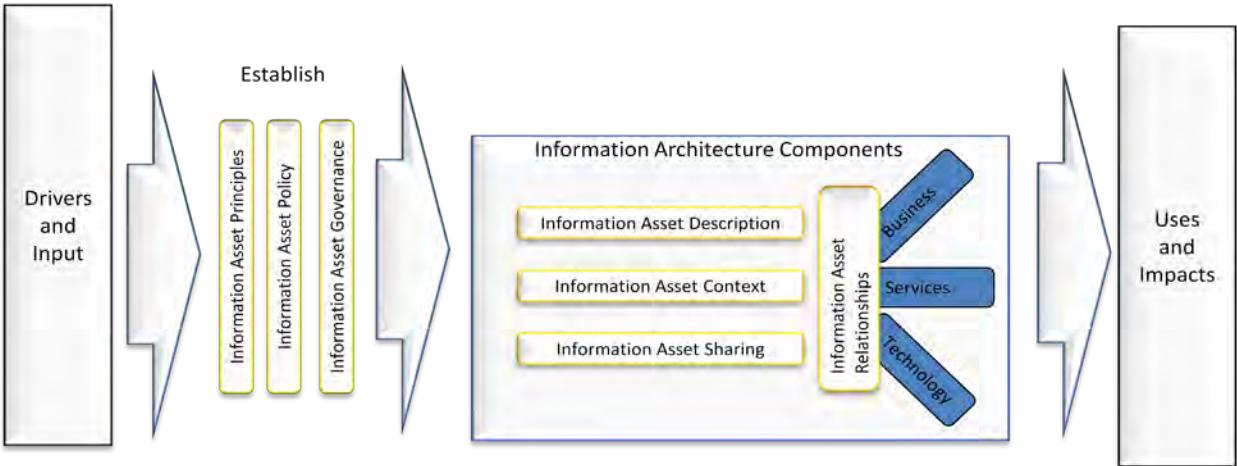 Drivers
and
Input
Establish
Information Asset Principles
Information Asset Policy
Information Asset Governance
Information Architecture Components
Information Asset Description
Information Asset Context
Information Asset Sharing
Information Asset
Relationships
Business
Services
Technology
Uses
and
Impacts